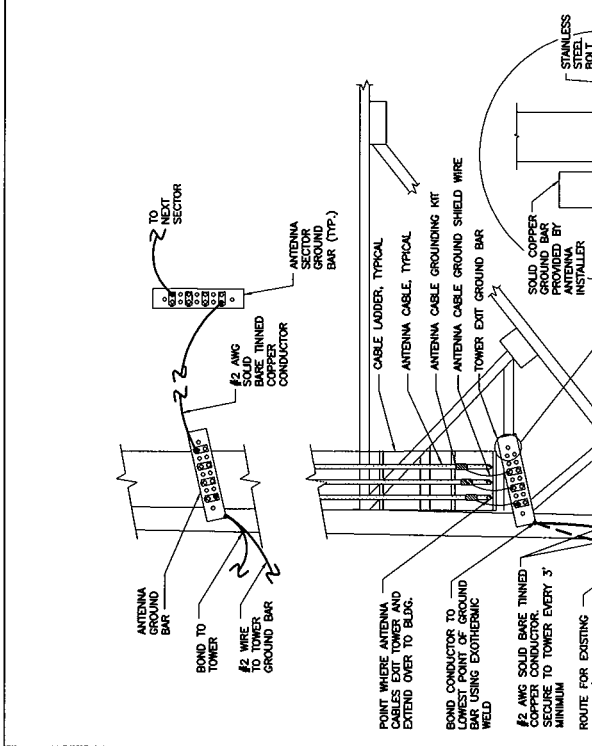 TO
NEXT
SECTOR
ANTENNA
SECTOR
GROUND
BAR (TYP.)
#2 AWG
SOLID
BARE TINNED
COPPER
CONDUCTOR
ANTENNA
GROUND
BAR
BOND TO
TOWER
#2 WIRE
TO TOWER
GROUND BAR
CABLE LADDER, TYPICAL
ANTENNA CABLE, TYPICAL
ANTENNA CABLE GROUNDING KIT
ANTENNA CABLE GROUND SHIELD WIRE
TOWER EXIT GROUND BAR
STAINLESS
STEEL
BOLT
SOLID COPPER
GROUND BAR
PROVIDED BY
ANTENNA
INSTALLER
POINT WHERE ANTENNA
CABLES EXIT TOWER AND
EXTEND OVER TO BLDG.
BOND CONDUCTOR TO
LOWEST POINT OF GROUND
BAR USING EXOTHERMIC
WELD
#2 AWG SOLID BARE TINNED
COPPER CONDUCTOR.
SECURE TO TOWER EVERY 3'
MINIMUM
ROUTE FOR EXISTING